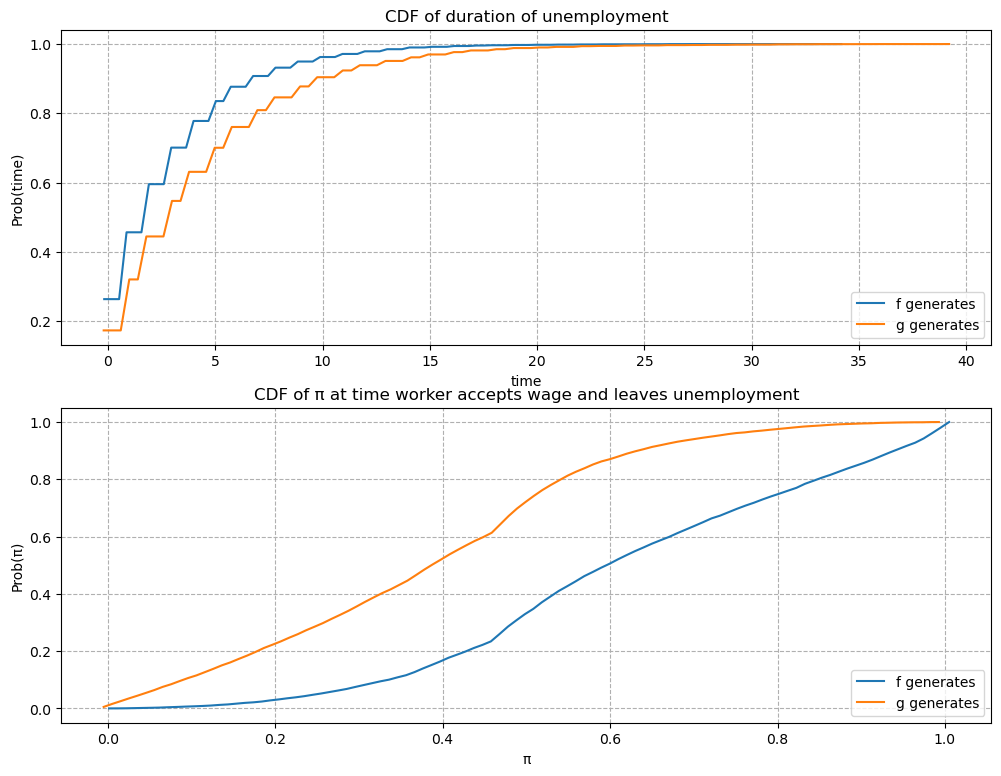 CDF of duration of unemployment
1.0
0.8
0.6
0.4
0.2
Prob(time)
f generates
g generates
0 5 10 15 20 25 30 35 40
time
CDF of π at time worker accepts wage and leaves unemployment
1.0
0.8
0.6
0.4
0.2
0.0
Prob(π)
f generates
g generates
0.0 0.2 0.4 0.6 0.8 1.0
π